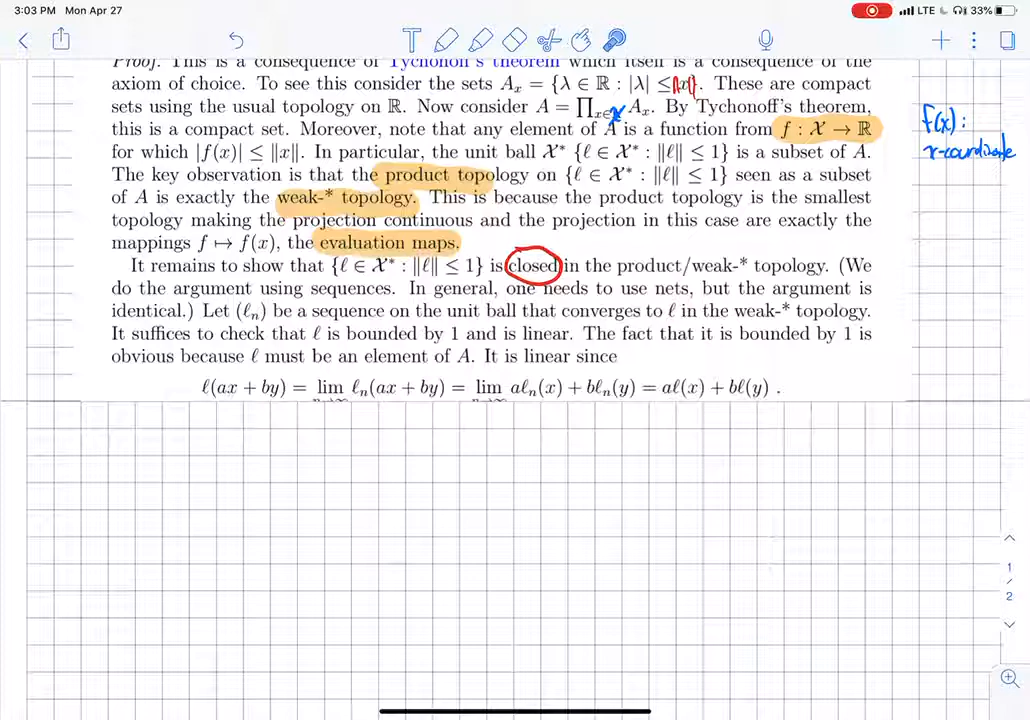 3:03 PM Mon Apr 27
LTE 33%
Proof. This is a consequence of Tychonoff's theorem which itself is a consequence of the
axiom of choice. To see this consider the sets Aₓ = {λ ∈ ℝ : |λ| ≤ ‖x‖}. These are compact
sets using the usual topology on ℝ. Now consider A = ∏ₓ∈𝒳 Aₓ. By Tychonoff's theorem,
this is a compact set. Moreover, note that any element of A is a function from f : 𝒳 → ℝ
for which |f(x)| ≤ ‖x‖. In particular, the unit ball 𝒳* {ℓ ∈ 𝒳* : ‖ℓ‖ ≤ 1} is a subset of A.
The key observation is that the product topology on {ℓ ∈ 𝒳* : ‖ℓ‖ ≤ 1} seen as a subset
of A is exactly the weak-* topology. This is because the product topology is the smallest
topology making the projection continuous and the projection in this case are exactly the
mappings f ↦ f(x), the evaluation maps.
It remains to show that {ℓ ∈ 𝒳* : ‖ℓ‖ ≤ 1} is closed in the product/weak-* topology. (We
do the argument using sequences. In general, one needs to use nets, but the argument is
identical.) Let (ℓₙ) be a sequence on the unit ball that converges to ℓ in the weak-* topology.
It suffices to check that ℓ is bounded by 1 and is linear. The fact that it is bounded by 1 is
obvious because ℓ must be an element of A. It is linear since
ℓ(ax + by) = lim n→∞ ℓₙ(ax + by) = lim n→∞ aℓₙ(x) + bℓₙ(y) = aℓ(x) + bℓ(y) .
f(x) :
x-coordinate
1
/
2